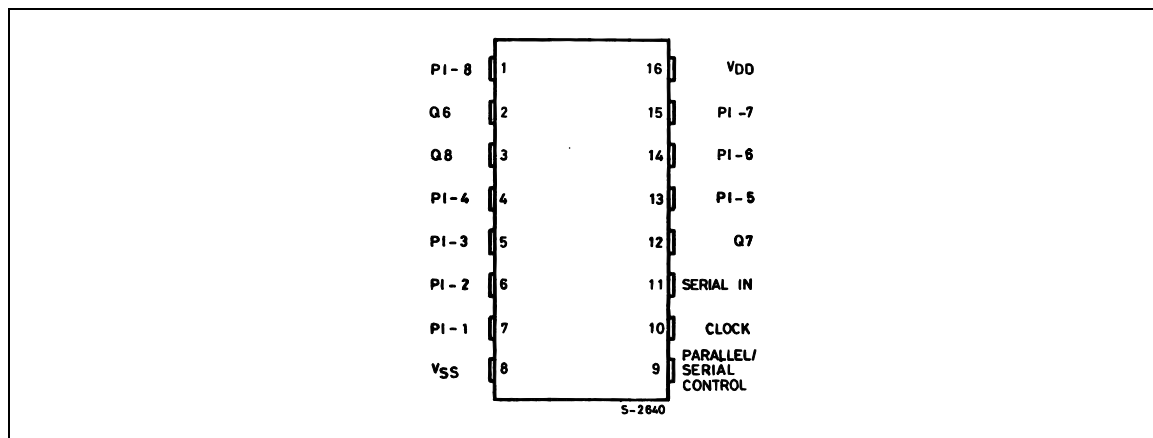 PI-8 1 16 VDD
Q6 2 15 PI-7
Q8 3 14 PI-6
PI-4 4 13 PI-5
PI-3 5 12 Q7
PI-2 6 11 SERIAL IN
PI-1 7 10 CLOCK
VSS 8 9 PARALLEL/
SERIAL
CONTROL
S-2640